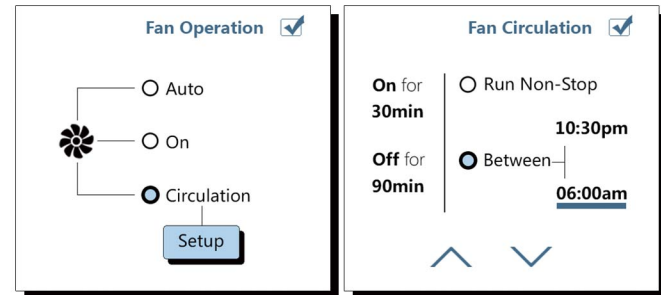 Fan Operation
Auto
On
Circulation
Setup
Fan Circulation
On for
30min
Off for
90min
Run Non-Stop
10:30pm
Between
06:00am